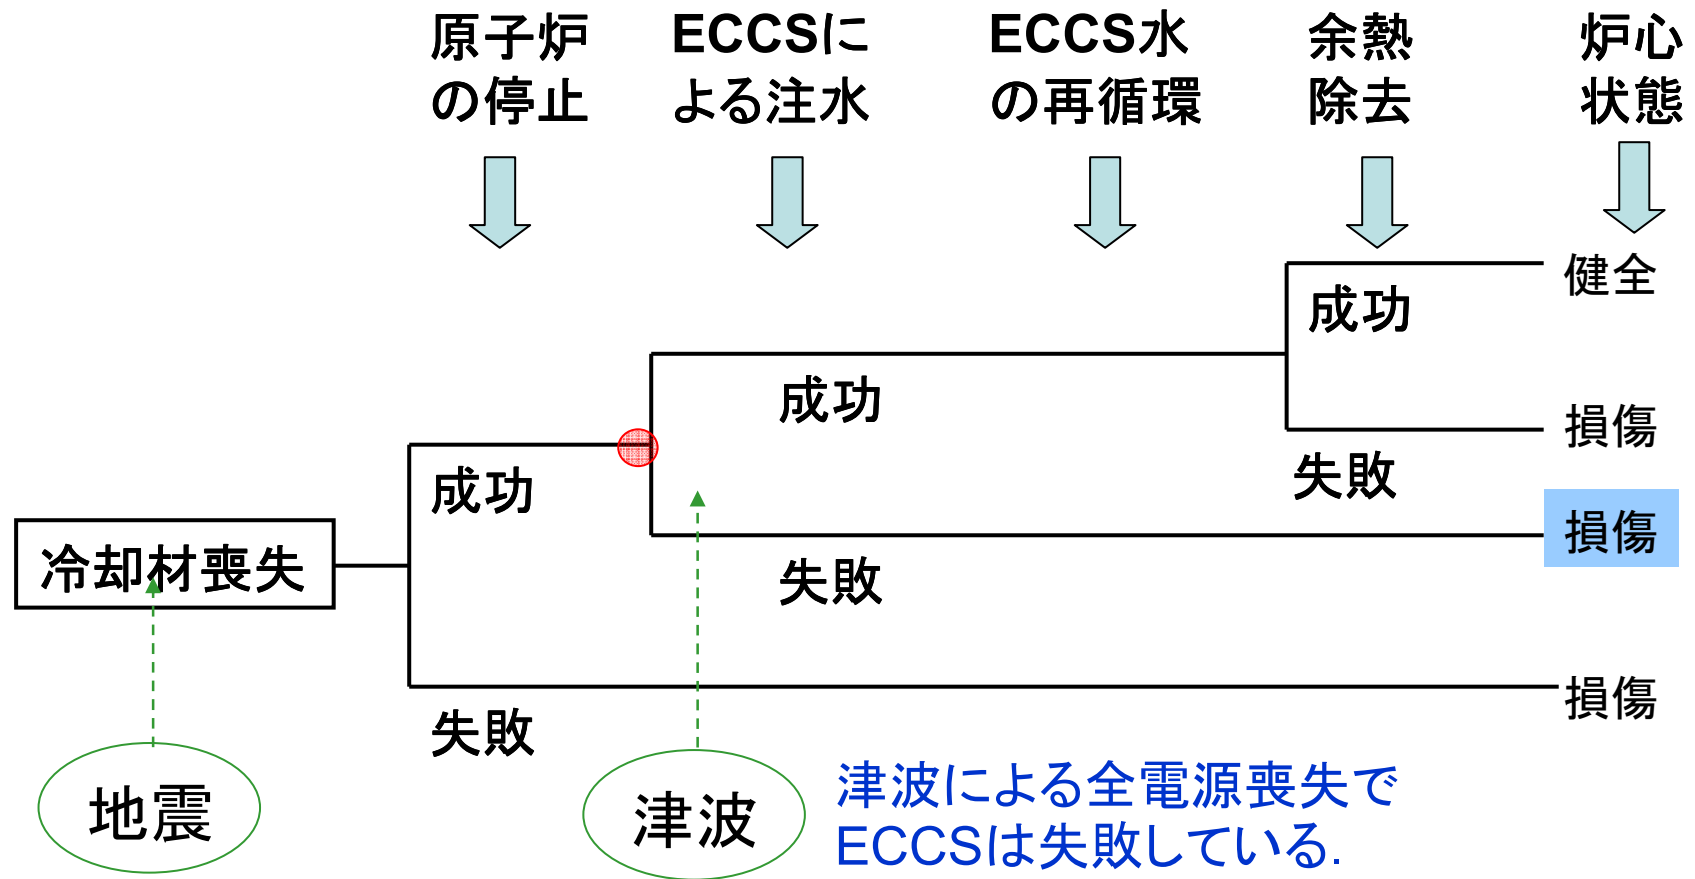 原子炉
の停止
ECCSに
よる注水
ECCS水
の再循環
余熱
除去
炉心
状態
健全
成功
成功
損傷
成功
失敗
損傷
冷却材喪失
失敗
損傷
失敗
地震
津波
津波による全電源喪失で
ECCSは失敗している.